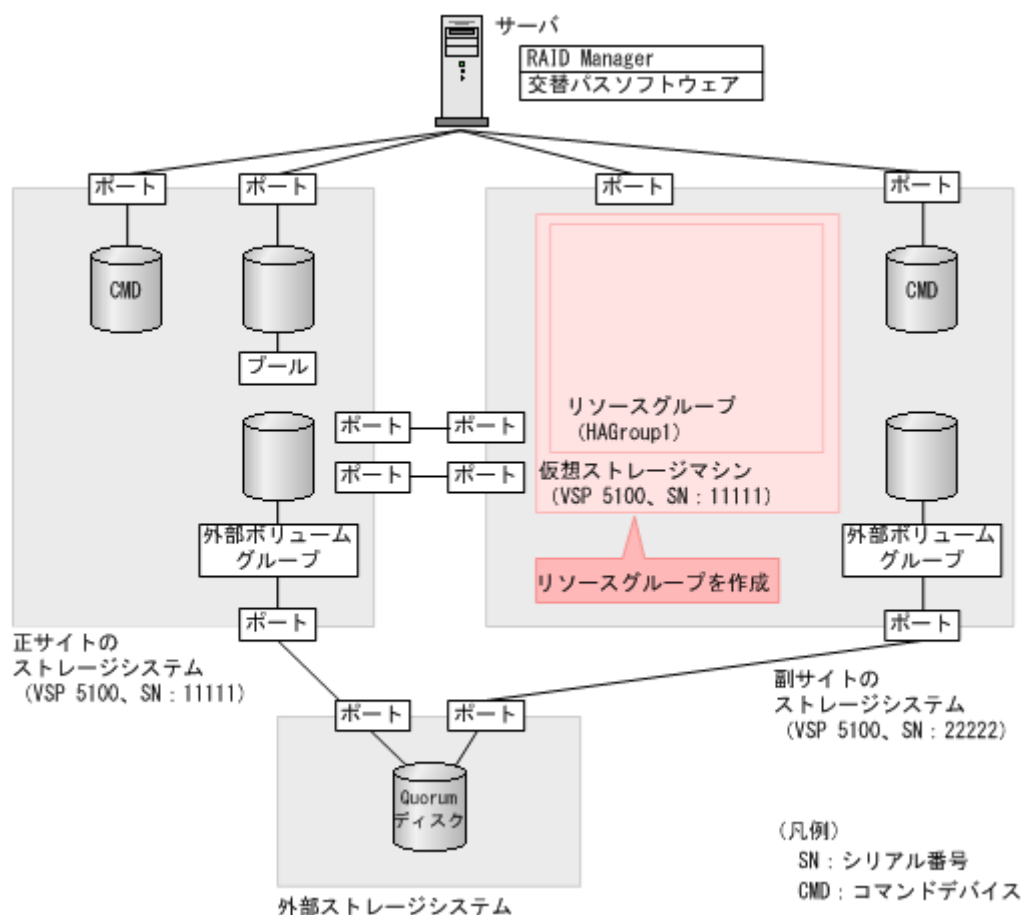 サーバ
RAID Manager
交替パスソフトウェア
ポート
ポート
ポート
ポート
CMD
CMD
プール
リソースグループ
（HAGroup1）
ポート
ポート
ポート
ポート
仮想ストレージマシン
（VSP 5100、SN：11111）
外部ボリューム
グループ
外部ボリューム
グループ
リソースグループを作成
ポート
ポート
正サイトの
ストレージシステム
（VSP 5100、SN：11111）
副サイトの
ストレージシステム
（VSP 5100、SN：22222）
ポート
ポート
Quorum
ディスク
外部ストレージシステム
（凡例）
SN：シリアル番号
CMD：コマンドデバイス